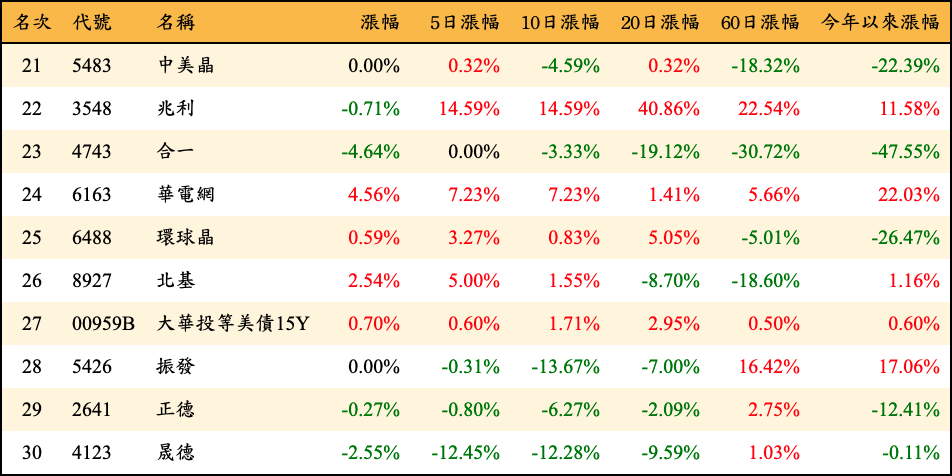 名次 代號 名稱 漲幅 5日漲幅 10日漲幅 20日漲幅 60日漲幅 今年以來漲幅
21 5483 中美晶 0.00% 0.32% -4.59% 0.32% -18.32% -22.39%
22 3548 兆利 -0.71% 14.59% 14.59% 40.86% 22.54% 11.58%
23 4743 合一 -4.64% 0.00% -3.33% -19.12% -30.72% -47.55%
24 6163 華電網 4.56% 7.23% 7.23% 1.41% 5.66% 22.03%
25 6488 環球晶 0.59% 3.27% 0.83% 5.05% -5.01% -26.47%
26 8927 北基 2.54% 5.00% 1.55% -8.70% -18.60% 1.16%
27 00959B 大華投等美債15Y 0.70% 0.60% 1.71% 2.95% 0.50% 0.60%
28 5426 振發 0.00% -0.31% -13.67% -7.00% 16.42% 17.06%
29 2641 正德 -0.27% -0.80% -6.27% -2.09% 2.75% -12.41%
30 4123 晟德 -2.55% -12.45% -12.28% -9.59% 1.03% -0.11%